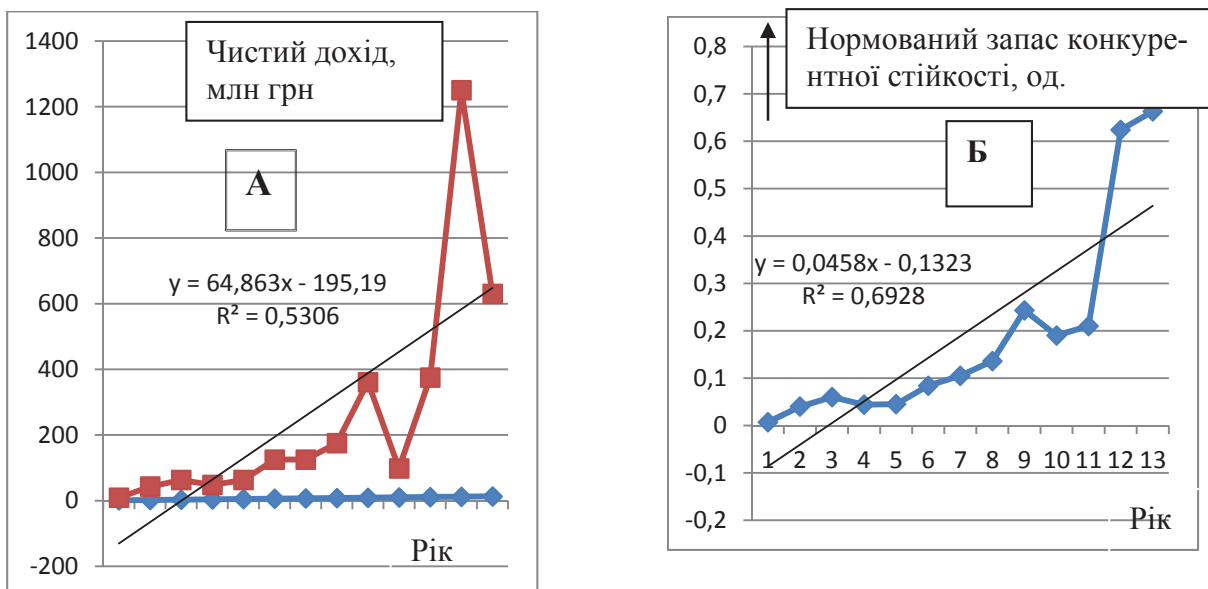 1400
1200
1000
800
600
400
200
0
-200
Чистий дохід,
млн грн
А
y = 64,863x - 195,19
R² = 0,5306
Рік
0,8
0,7
0,6
0,5
0,4
0,3
0,2
0,1
0
-0,1
-0,2
Нормований запас конкуре-
нтної стійкості, од.
Б
y = 0,0458x - 0,1323
R² = 0,6928
1 2 3 4 5 6 7 8 9 10 11 12 13
Рік